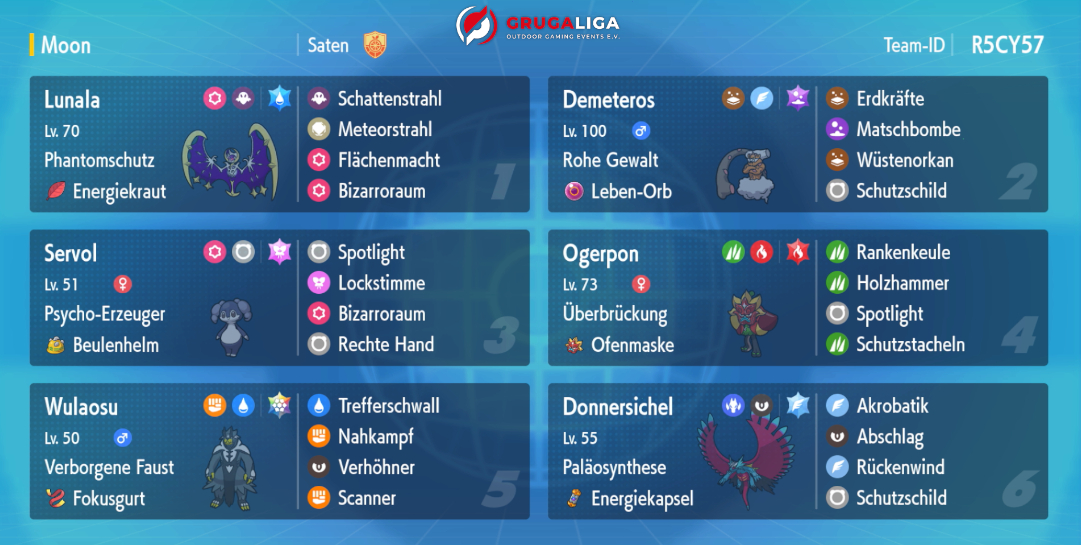 GRUGALIGA
OUTDOOR GAMING EVENTS E.V.
Moon
Saten
Team-ID R5CY57
Lunala
Lv. 70
Phantomschutz
Energiekraut
Schattenstrahl
Meteorstrahl
Flächenmacht
Bizarroraum
1
Demeteros
Lv. 100
Rohe Gewalt
Leben-Orb
Erdkräfte
Matschbombe
Wüstenorkan
Schutzschild
2
Servol
Lv. 51
Psycho-Erzeuger
Beulenhelm
Spotlight
Lockstimme
Bizarroraum
Rechte Hand
3
Ogerpon
Lv. 73
Überbrückung
Ofenmaske
Rankenkeule
Holzhammer
Spotlight
Schutzstacheln
4
Wulaosu
Lv. 50
Verborgene Faust
Fokusgurt
Trefferschwall
Nahkampf
Verhöhner
Scanner
5
Donnersichel
Lv. 55
Paläosynthese
Energiekapsel
Akrobatik
Abschlag
Rückenwind
Schutzschild
6